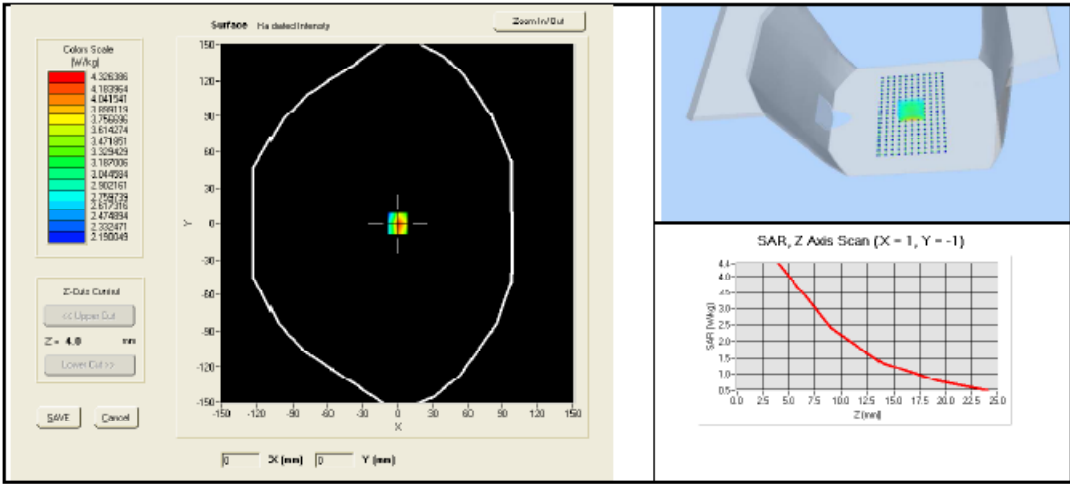 Surface Ha diated Intensity
Zoom In/Out
Colors Scale
(W/kg)
4.326386
4.183964
4.041541
3.899119
3.756696
3.614274
3.471851
3.329429
3.187006
3.044584
2.902161
2.759739
2.617316
2.474894
2.332471
2.190049
150-
120-
90-
60-
30-
0-
-30-
-60-
-90-
-120-
-150-
Y
-150 -120 -90 -60 -30 0 30 60 90 120 150
X
Z-Cuts Control
<< Upper Cut
Z = 4.0 mm
Lower Cut >>
SAVE Cancel
0 X (mm) 0 Y (mm)
SAR, Z Axis Scan (X = 1, Y = -1)
SAR (W/kg)
4.4-
4.0-
3.0-
2.5-
2.0-
1.5-
1.0-
0.5-
0.0 2.5 5.0 7.5 10.0 12.5 15.0 17.5 20.0 22.5 25.0
Z (mm)